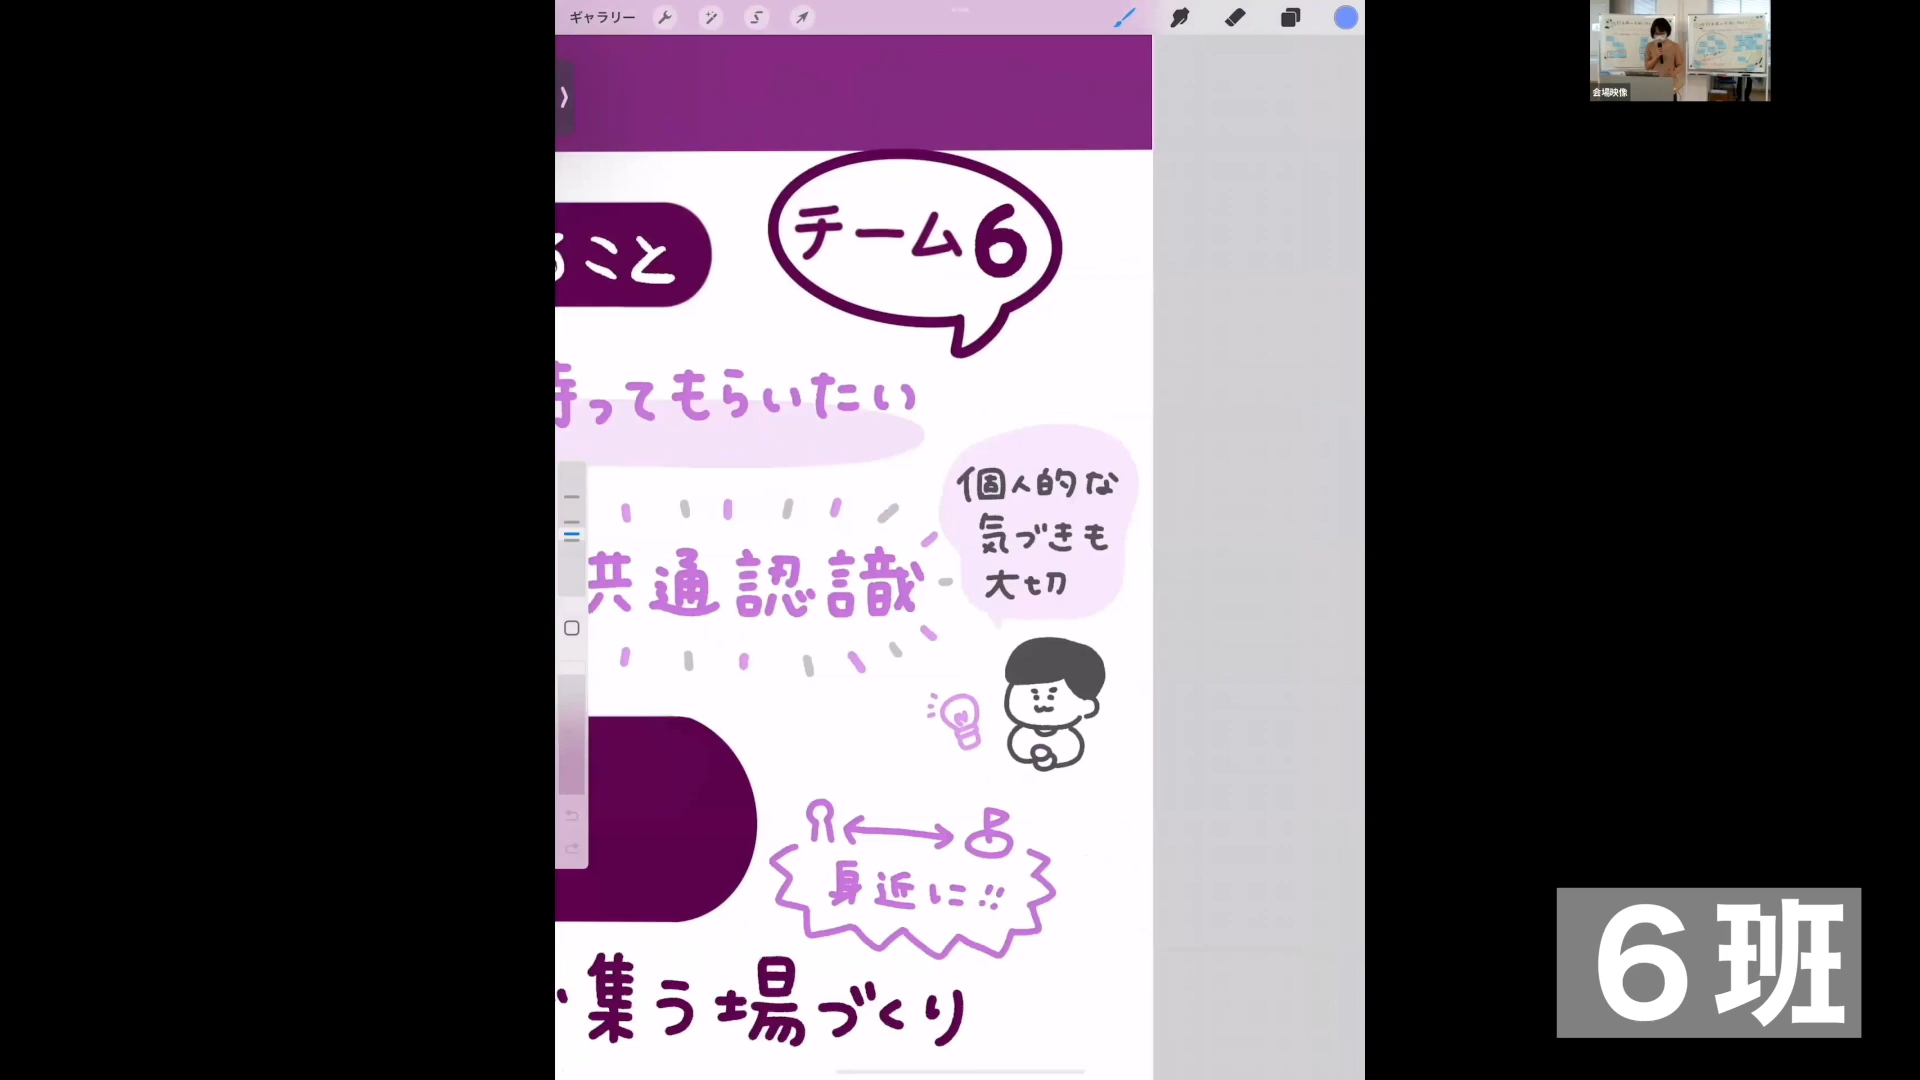 ギャラリー
会場映像
チーム6
ること
持ってもらいたい
個人的な
気づきも
大切
共通認識
身近に!!
集う場づくり
6班